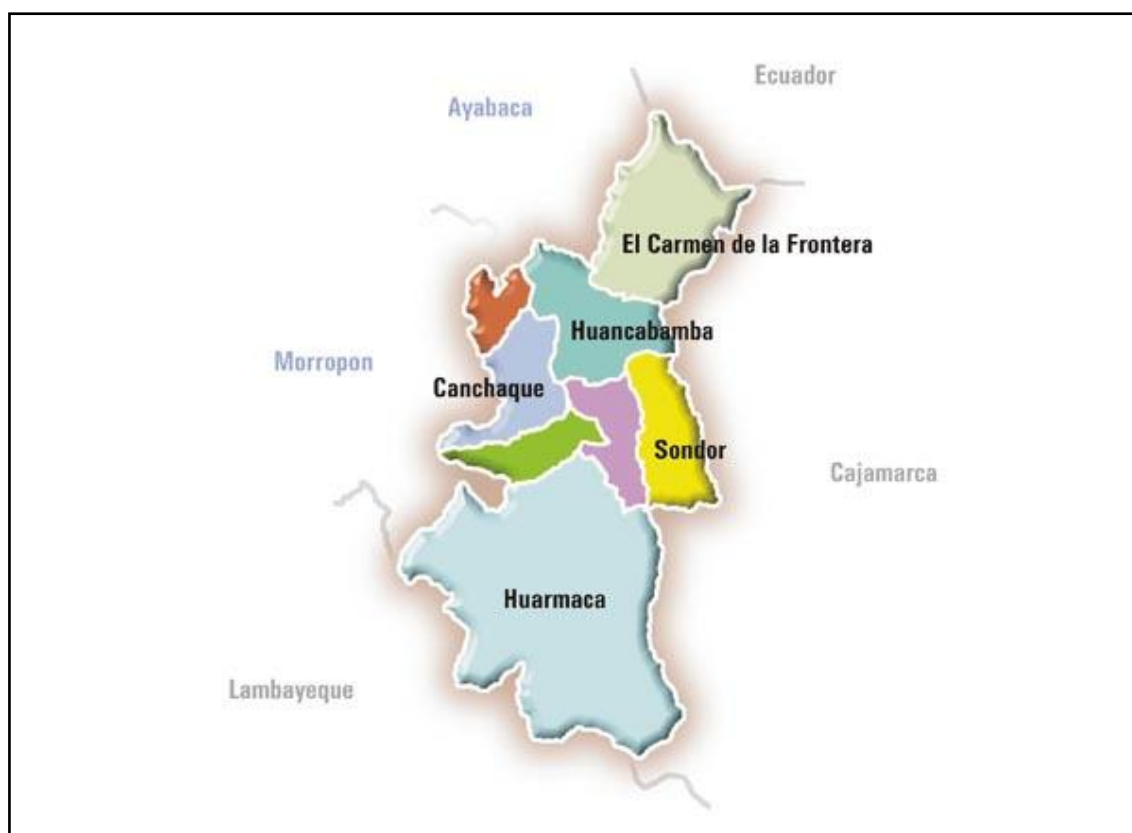 Ecuador
Ayabaca
El Carmen de la Frontera
Huancabamba
Morropon
Canchaque
Sondor
Cajamarca
Huarmaca
Lambayeque